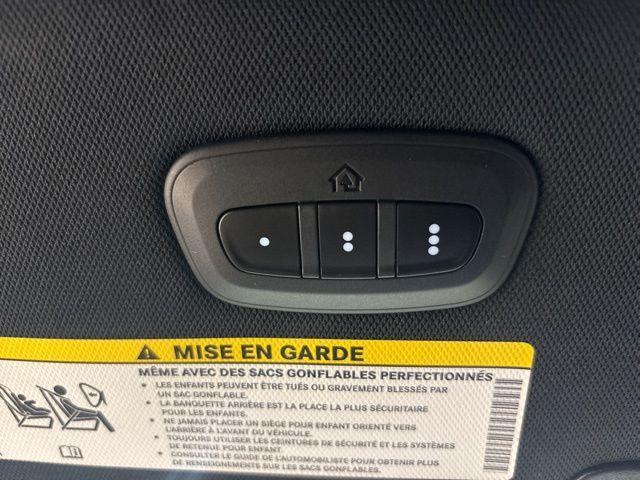 MISE EN GARDE
MÊME AVEC DES SACS GONFLABLES PERFECTIONNÉS
• LES ENFANTS PEUVENT ÊTRE TUÉS OU GRAVEMENT BLESSÉS PAR
UN SAC GONFLABLE.
• LA BANQUETTE ARRIÈRE EST LA PLACE LA PLUS SÉCURITAIRE
POUR LES ENFANTS.
• NE JAMAIS PLACER UN SIÈGE POUR ENFANT ORIENTÉ VERS
L'ARRIÈRE À L'AVANT DU VÉHICULE.
• TOUJOURS UTILISER LES CEINTURES DE SÉCURITÉ ET LES SYSTÈMES
DE RETENUE POUR ENFANT.
• CONSULTER LE GUIDE DE L'AUTOMOBILISTE POUR OBTENIR PLUS
DE RENSEIGNEMENTS SUR LES SACS GONFLABLES.